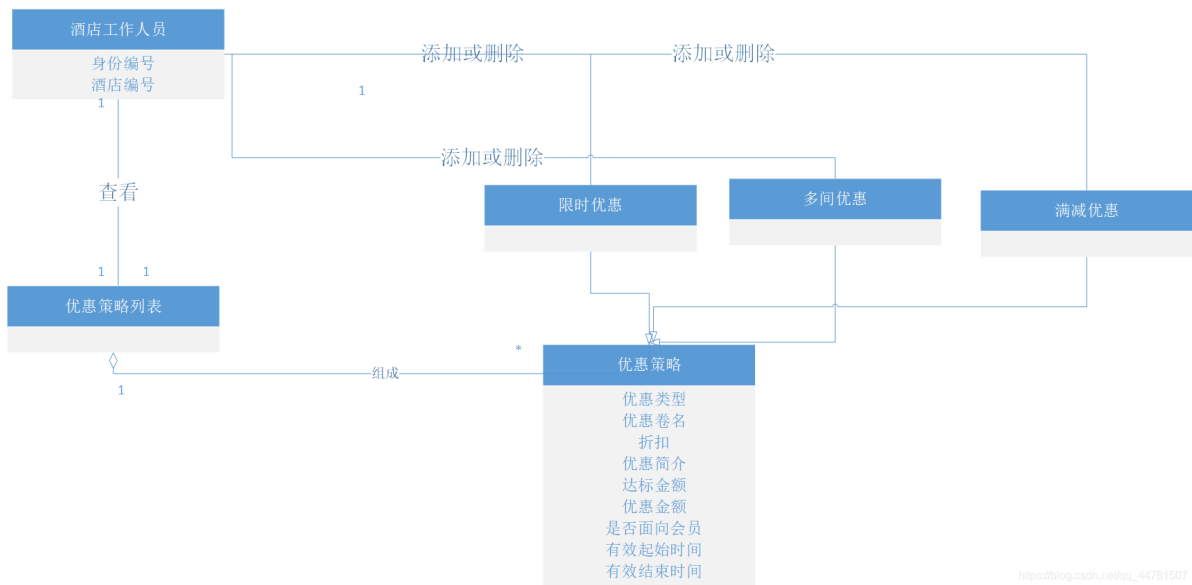 酒店工作人员
身份编号
酒店编号
1
添加或删除
添加或删除
1
添加或删除
查看
限时优惠
多间优惠
满减优惠
1
1
优惠策略列表
1
组成
*
优惠策略
优惠类型
优惠卷名
折扣
优惠简介
达标金额
优惠金额
是否面向会员
有效起始时间
有效结束时间
https://blog.csdn.net/qq_44761507